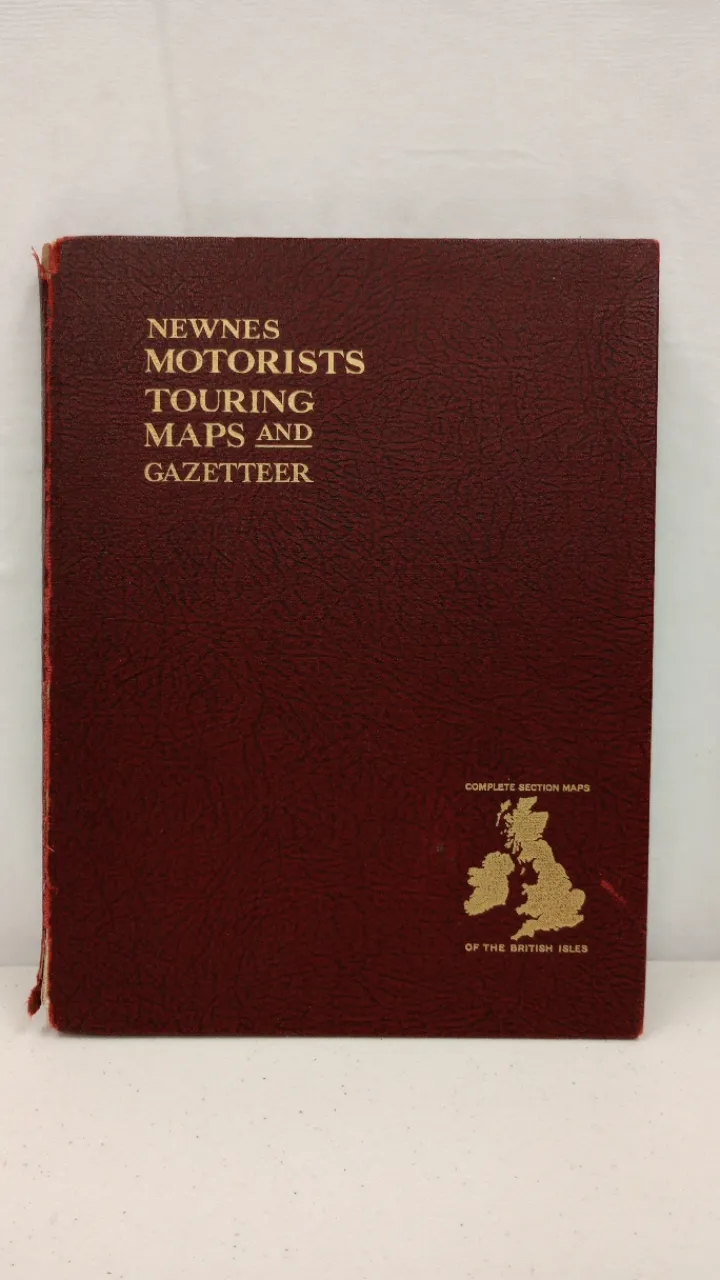 NEWNES
MOTORISTS
TOURING
MAPS AND
GAZETTEER
COMPLETE SECTION MAPS
OF THE BRITISH ISLES